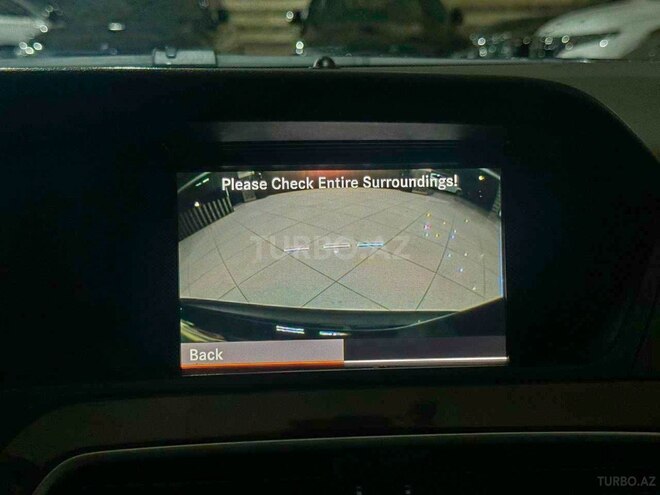 Please Check Entire Surroundings!
TURBO.AZ
Back
TURBO.AZ